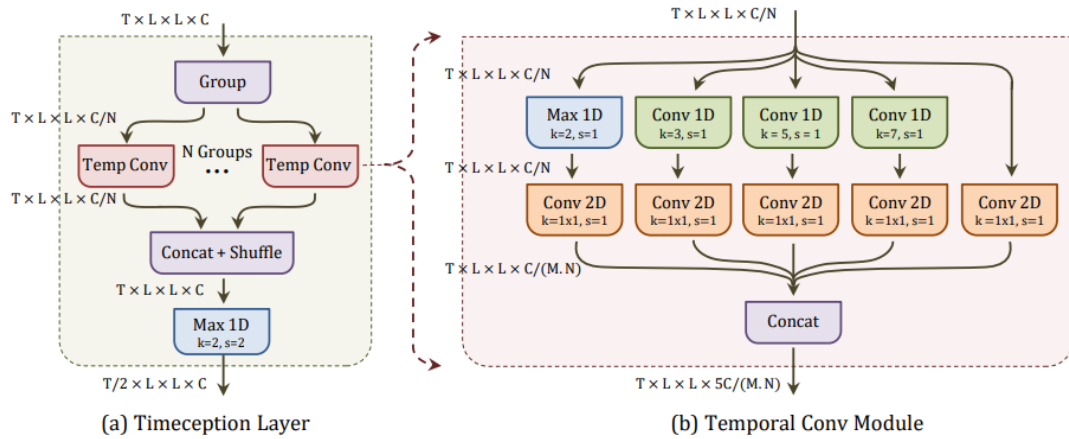 T × L × L × C
Group
T × L × L × C/N
Temp Conv
N Groups
...
Temp Conv
T × L × L × C/N
Concat + Shuffle
T × L × L × C
Max 1D
k=2, s=2
T/2 × L × L × C
(a) Timeception Layer
T × L × L × C/N
T × L × L × C/N
Max 1D
k=2, s=1
Conv 1D
k=3, s=1
Conv 1D
k = 5, s = 1
Conv 1D
k=7, s=1
T × L × L × C/N
Conv 2D
k=1x1, s=1
Conv 2D
k=1x1, s=1
Conv 2D
k=1x1, s=1
Conv 2D
k =1x1, s=1
Conv 2D
k =1x1, s=1
T × L × L × C/(M.N)
Concat
T × L × L × 5C/(M.N)
(b) Temporal Conv Module